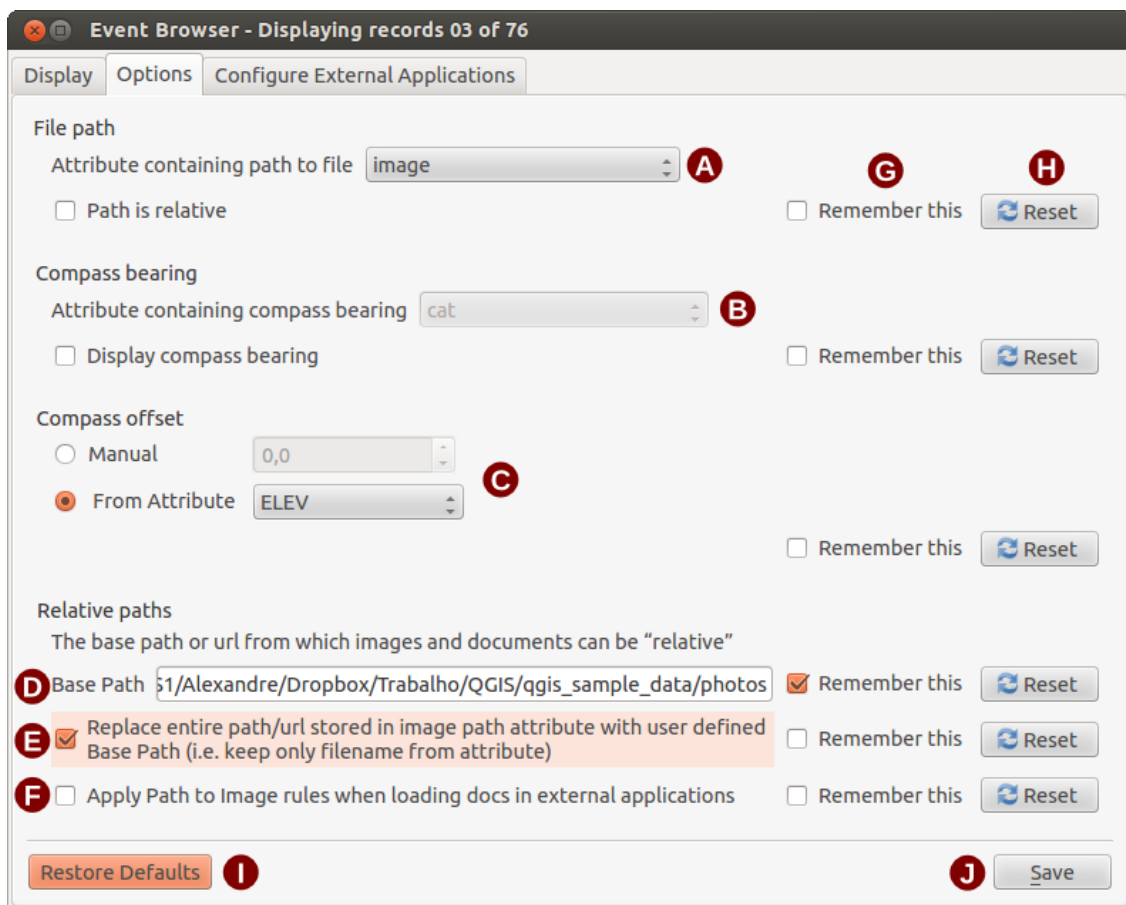 Event Browser - Displaying records 03 of 76
Display Options Configure External Applications
File path
Attribute containing path to file image A G H
Path is relative Remember this Reset
Compass bearing
Attribute containing compass bearing cat B
Display compass bearing Remember this Reset
Compass offset
Manual 0,0
C
From Attribute ELEV
Remember this Reset
Relative paths
The base path or url from which images and documents can be “relative”
D Base Path S1/Alexandre/Dropbox/Trabalho/QGIS/qgis_sample_data/photos Remember this Reset
E Replace entire path/url stored in image path attribute with user defined
Base Path (i.e. keep only filename from attribute) Remember this Reset
F Apply Path to Image rules when loading docs in external applications Remember this Reset
Restore Defaults I J Save